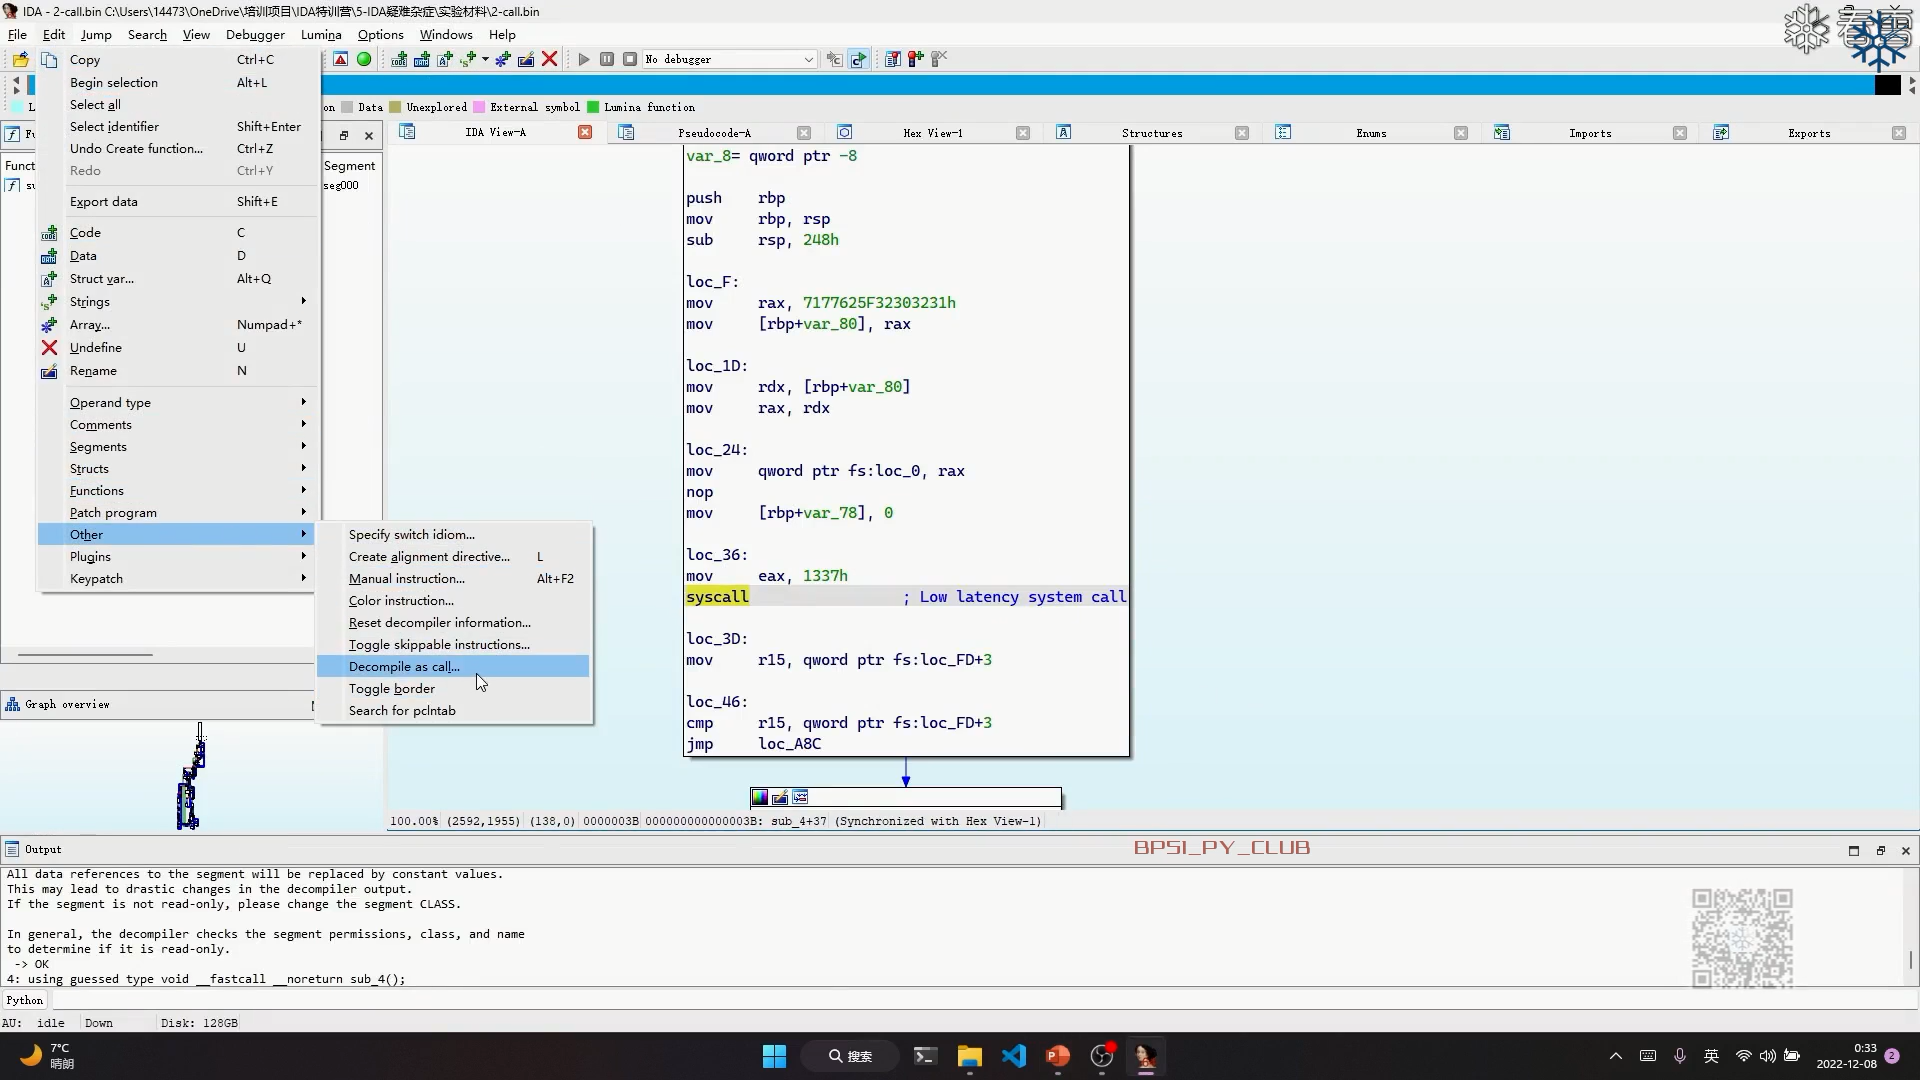 IDA - 2-call.bin C:\Users\14473\OneDrive\培训项目\IDA特训营\5-IDA疑难杂症\实验材料\2-call.bin
看雪
File Edit Jump Search View Debugger Lumina Options Windows Help
No debugger
Data Unexplored External symbol Lumina function
IDA View-A Pseudocode-A Hex View-1 Structures Enums Imports Exports
Funct Segment
seg000
Copy Ctrl+C
Begin selection Alt+L
Select all
Select identifier Shift+Enter
Undo Create function... Ctrl+Z
Redo Ctrl+Y
Export data Shift+E
Code C
Data D
Struct var... Alt+Q
Strings
Array... Numpad+*
Undefine U
Rename N
Operand type
Comments
Segments
Structs
Functions
Patch program
Other
Plugins
Keypatch
Specify switch idiom...
Create alignment directive... L
Manual instruction... Alt+F2
Color instruction...
Reset decompiler information...
Toggle skippable instructions...
Decompile as call...
Toggle border
Search for pclntab
var_8= qword ptr -8
push rbp
mov rbp, rsp
sub rsp, 248h
loc_F:
mov rax, 7177625F32303231h
mov [rbp+var_80], rax
loc_1D:
mov rdx, [rbp+var_80]
mov rax, rdx
loc_24:
mov qword ptr fs:loc_0, rax
nop
mov [rbp+var_78], 0
loc_36:
mov eax, 1337h
syscall ; Low latency system call
loc_3D:
mov r15, qword ptr fs:loc_FD+3
loc_46:
cmp r15, qword ptr fs:loc_FD+3
jmp loc_A8C
Graph overview
100.00% (2592,1955) (138,0) 0000003B 000000000000003B: sub_4+37 (Synchronized with Hex View-1)
Output
BPSI_PY_CLUB
All data references to the segment will be replaced by constant values.
This may lead to drastic changes in the decompiler output.
If the segment is not read-only, please change the segment CLASS.
In general, the decompiler checks the segment permissions, class, and name
to determine if it is read-only.
-> OK
4: using guessed type void __fastcall __noreturn sub_4();
Python
AU: idle Down Disk: 128GB
7°C
晴朗
搜索
英
0:33
2022-12-08
2